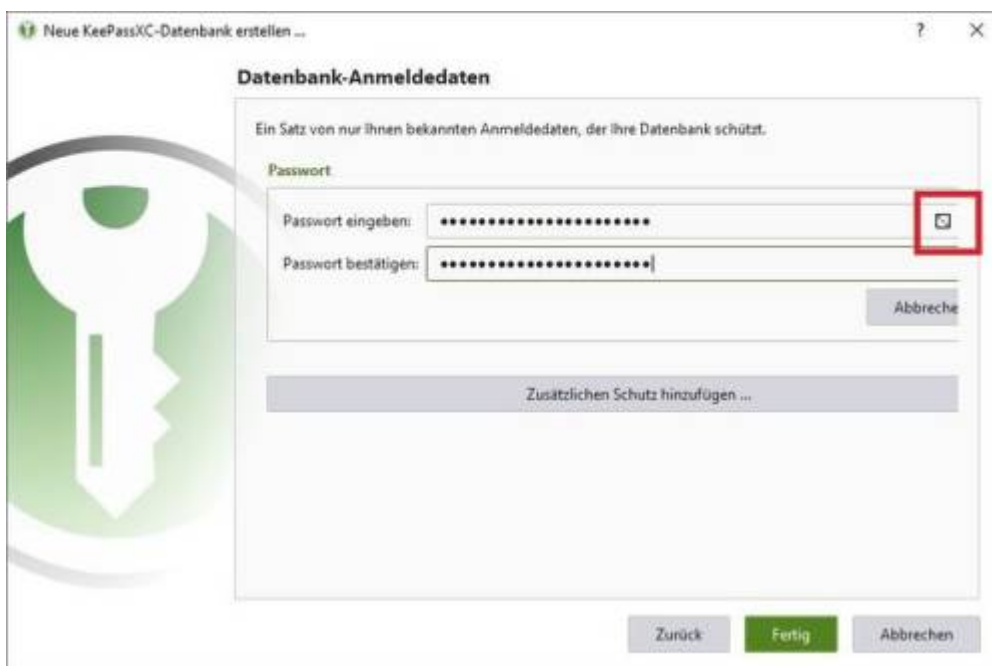 Neue KeePassXC-Datenbank erstellen ...
Datenbank-Anmeldedaten
Ein Satz von nur Ihnen bekannten Anmeldedaten, der Ihre Datenbank schützt.
Passwort
Passwort eingeben:
Passwort bestätigen:
Abbreche
Zusätzlichen Schutz hinzufügen ...
Zurück
Fertig
Abbrechen